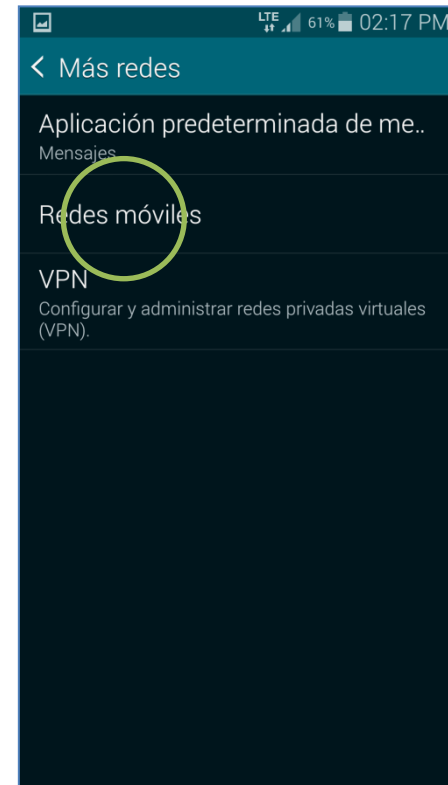 LTE 61% 02:17 PM
Más redes
Aplicación predeterminada de me..
Mensajes
Redes móviles
VPN
Configurar y administrar redes privadas virtuales
(VPN).